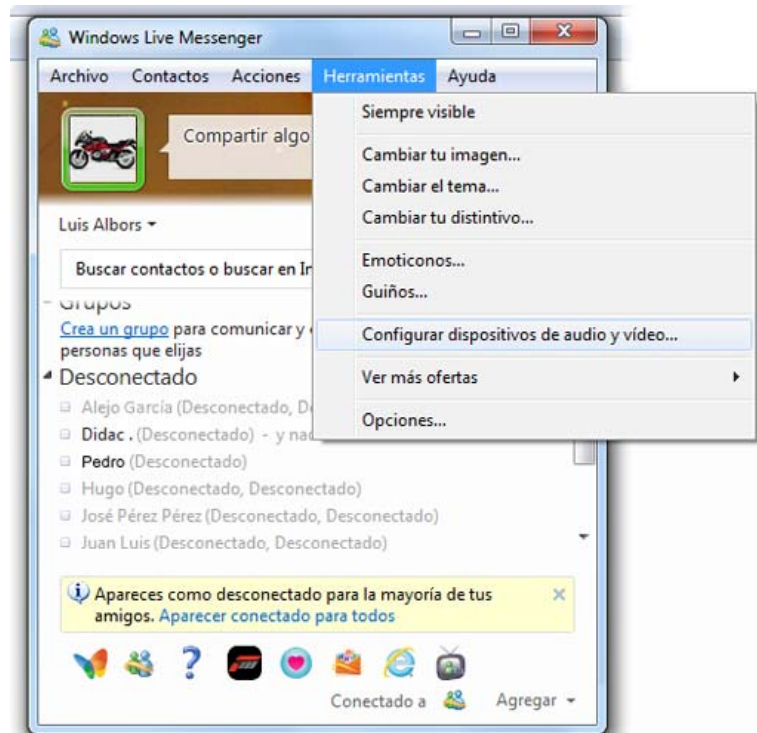 Windows Live Messenger
Archivo Contactos Acciones Herramientas Ayuda
Compartir algo
Siempre visible
Cambiar tu imagen...
Cambiar el tema...
Cambiar tu distintivo...
Emoticonos...
Guiños...
Configurar dispositivos de audio y vídeo...
Ver más ofertas
Opciones...
Luis Albors
Buscar contactos o buscar en In
Grupos
Crea un grupo para comunicar y
personas que elijas
Desconectado
Alejo García (Desconectado, D
Didac . (Desconectado) - y nad
Pedro (Desconectado)
Hugo (Desconectado, Desconectado)
José Pérez Pérez (Desconectado, Desconectado)
Juan Luis (Desconectado, Desconectado)
Apareces como desconectado para la mayoría de tus
amigos. Aparecer conectado para todos
Conectado a Agregar